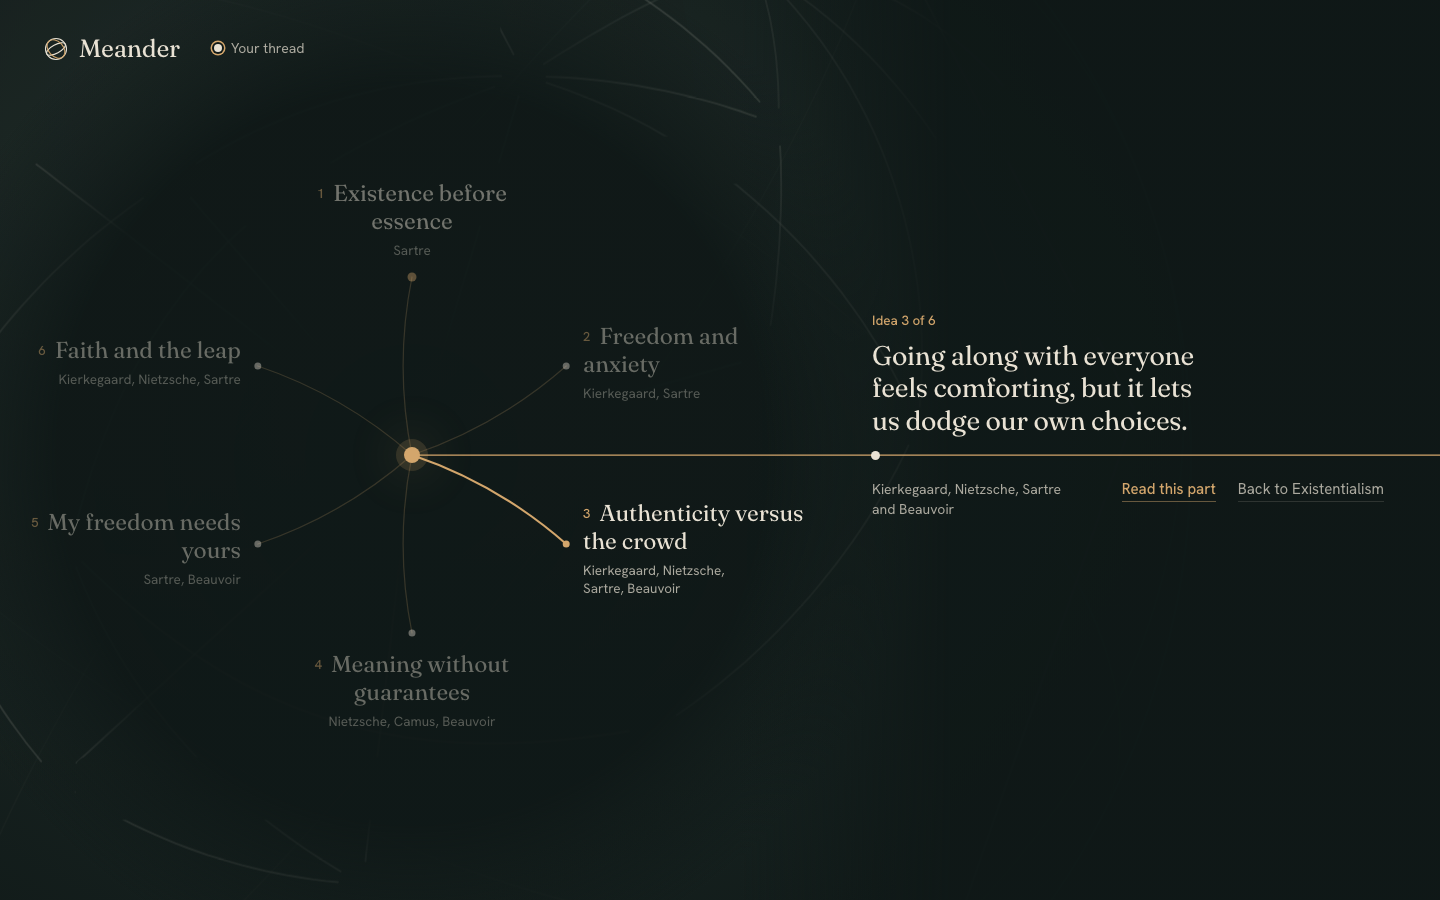 Meander
Your thread
1 Existence before
essence
Sartre
2 Freedom and
anxiety
Kierkegaard, Sartre
6 Faith and the leap
Kierkegaard, Nietzsche, Sartre
Idea 3 of 6
Going along with everyone
feels comforting, but it lets
us dodge our own choices.
Kierkegaard, Nietzsche, Sartre
and Beauvoir
Read this part
Back to Existentialism
3 Authenticity versus
the crowd
Kierkegaard, Nietzsche,
Sartre, Beauvoir
5 My freedom needs
yours
Sartre, Beauvoir
4 Meaning without
guarantees
Nietzsche, Camus, Beauvoir